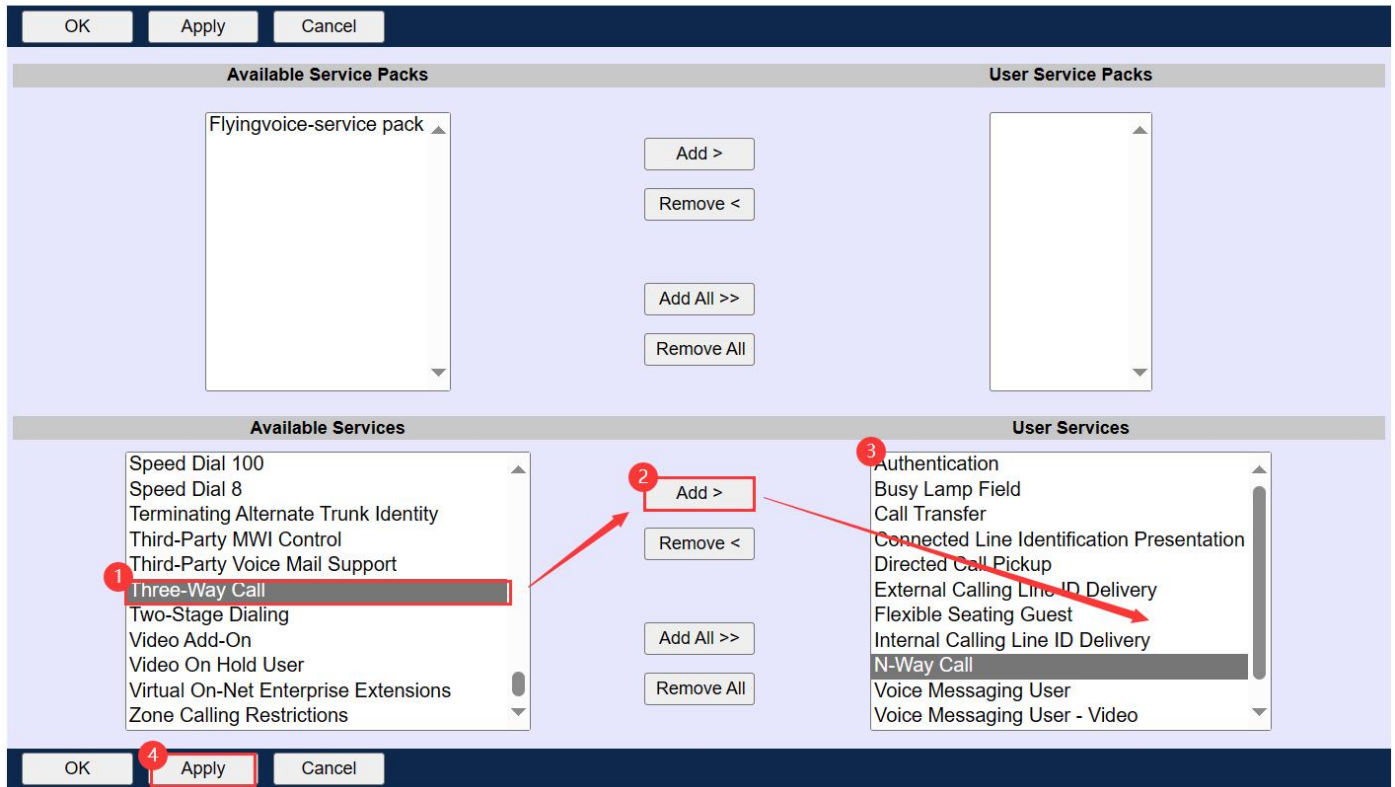 OK Apply Cancel
Available Service Packs User Service Packs
Flyingvoice-service pack
Add >
Remove <
Add All >>
Remove All
Available Services User Services
Speed Dial 100
Speed Dial 8
Terminating Alternate Trunk Identity
Third-Party MWI Control
Third-Party Voice Mail Support
1
Three-Way Call
Two-Stage Dialing
Video Add-On
Video On Hold User
Virtual On-Net Enterprise Extensions
Zone Calling Restrictions
2
Add >
Remove <
Add All >>
Remove All
3
Authentication
Busy Lamp Field
Call Transfer
Connected Line Identification Presentation
Directed Call Pickup
External Calling Line ID Delivery
Flexible Seating Guest
Internal Calling Line ID Delivery
N-Way Call
Voice Messaging User
Voice Messaging User - Video
4
OK Apply Cancel